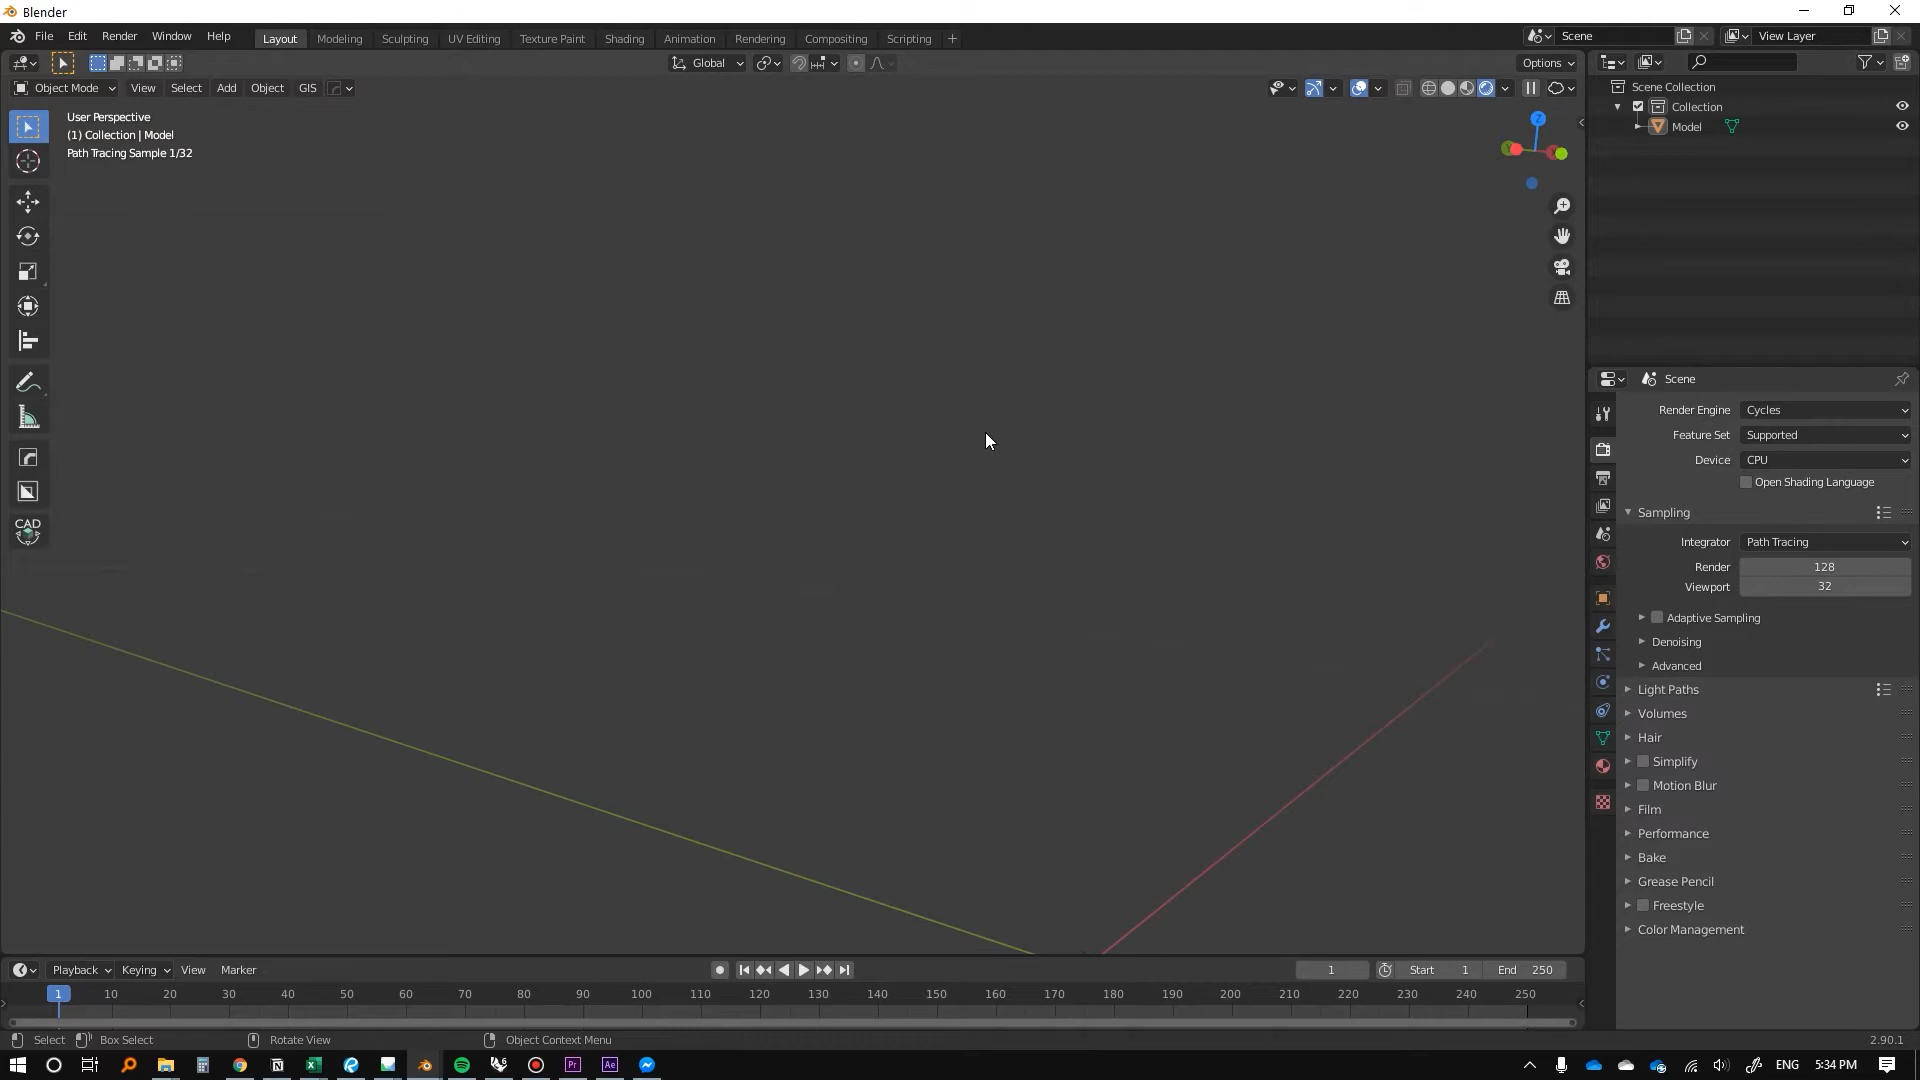 Blender
File Edit Render Window Help
Layout Modeling Sculpting UV Editing Texture Paint Shading Animation Rendering Compositing Scripting +
Scene
View Layer
Global
Options
Object Mode View Select Add Object GIS
User Perspective
(1) Collection | Model
Path Tracing Sample 1/32
Z
Y
X
CAD
Scene Collection
Collection
Model
Scene
Render Engine Cycles
Feature Set Supported
Device CPU
Open Shading Language
Sampling
Integrator Path Tracing
Render 128
Viewport 32
Adaptive Sampling
Denoising
Advanced
Light Paths
Volumes
Hair
Simplify
Motion Blur
Film
Performance
Bake
Grease Pencil
Freestyle
Color Management
Playback Keying View Marker
1 Start 1 End 250
1 10 20 30 40 50 60 70 80 90 100 110 120 130 140 150 160 170 180 190 200 210 220 230 240 250
Select Box Select Rotate View Object Context Menu
2.90.1
N Pr Ae ENG 5:34 PM